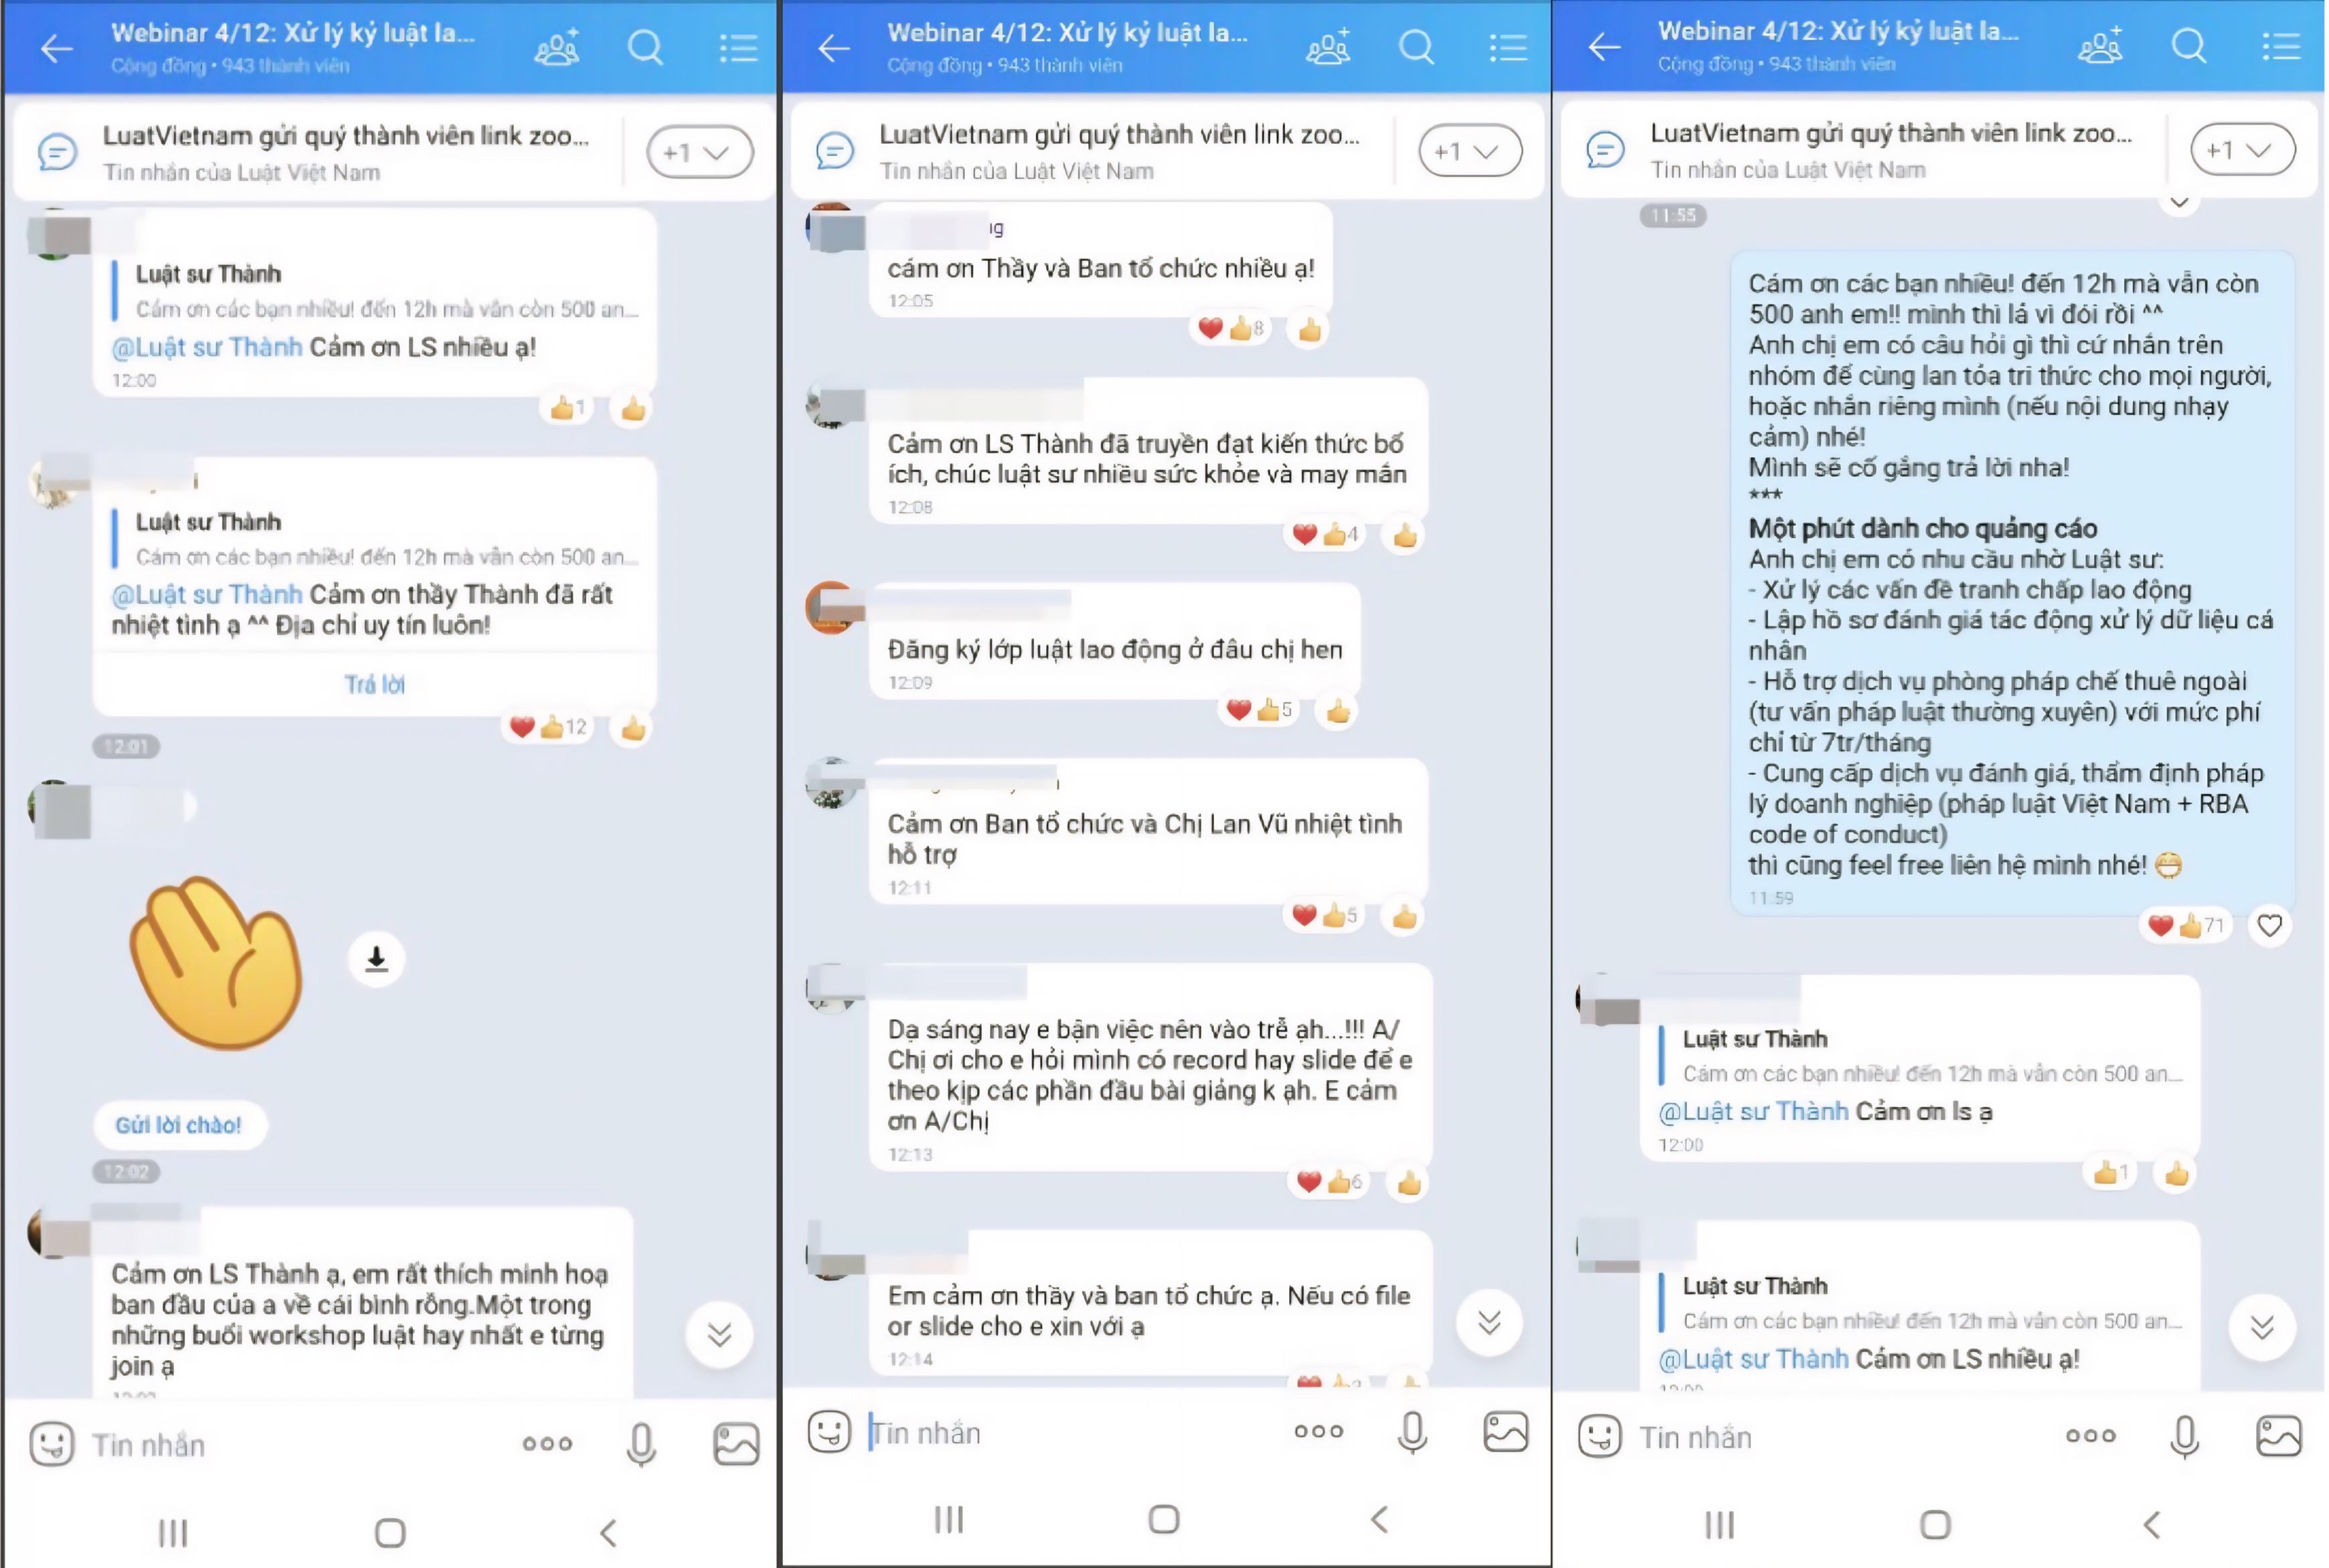 Webinar 4/12: Xử lý kỷ luật la...
Cộng đồng • 943 thành viên
LuatVietnam gửi quý thành viên link zoo...
Tin nhắn của Luật Việt Nam
+1
Luật sư Thành
Cám ơn các bạn nhiều! đến 12h mà vẫn còn 500 an...
@Luật sư Thành Cảm ơn LS nhiều ạ!
12:00
1
Luật sư Thành
Cám ơn các bạn nhiều! đến 12h mà vẫn còn 500 an...
@Luật sư Thành Cảm ơn thầy Thành đã rất
nhiệt tình ạ ^^ Địa chỉ uy tín luôn!
Trả lời
12
12:01
Gửi lời chào!
12:02
Cảm ơn LS Thành ạ, em rất thích minh hoạ
ban đầu của a về cái bình rồng.Một trong
những buổi workshop luật hay nhất e từng
join ạ
Tin nhắn
Webinar 4/12: Xử lý kỷ luật la...
Cộng đồng • 943 thành viên
LuatVietnam gửi quý thành viên link zoo...
Tin nhắn của Luật Việt Nam
+1
cám ơn Thầy và Ban tổ chức nhiều ạ!
12:05
8
Cảm ơn LS Thành đã truyền đạt kiến thức bổ
ích, chúc luật sư nhiều sức khỏe và may mắn
12:08
4
Đăng ký lớp luật lao động ở đâu chị hen
12:09
5
Cảm ơn Ban tổ chức và Chị Lan Vũ nhiệt tình
hỗ trợ
12:11
5
Dạ sáng nay e bận việc nên vào trễ ạh...!!! A/
Chị ơi cho e hỏi mình có record hay slide để e
theo kịp các phần đầu bài giảng k ạh. E cảm
ơn A/Chị
12:13
6
Em cảm ơn thầy và ban tổ chức ạ. Nếu có file
or slide cho e xin với ạ
12:14
Tin nhắn
Webinar 4/12: Xử lý kỷ luật la...
Cộng đồng • 943 thành viên
LuatVietnam gửi quý thành viên link zoo...
Tin nhắn của Luật Việt Nam
+1
11:55
Cám ơn các bạn nhiều! đến 12h mà vẫn còn
500 anh em!! mình thì lả vì đói rồi ^^
Anh chị em có câu hỏi gì thì cứ nhắn trên
nhóm để cùng lan tỏa tri thức cho mọi người,
hoặc nhắn riêng mình (nếu nội dung nhạy
cảm) nhé!
Mình sẽ cố gắng trả lời nha!
***
Một phút dành cho quảng cáo
Anh chị em có nhu cầu nhờ Luật sư:
- Xử lý các vấn đề tranh chấp lao động
- Lập hồ sơ đánh giá tác động xử lý dữ liệu cá
nhân
- Hỗ trợ dịch vụ phòng pháp chế thuê ngoài
(tư vấn pháp luật thường xuyên) với mức phí
chỉ từ 7tr/tháng
- Cung cấp dịch vụ đánh giá, thẩm định pháp
lý doanh nghiệp (pháp luật Việt Nam + RBA
code of conduct)
thì cũng feel free liên hệ mình nhé!
11:59
71
Luật sư Thành
Cám ơn các bạn nhiều! đến 12h mà vẫn còn 500 an...
@Luật sư Thành Cảm ơn ls ạ
12:00
1
Luật sư Thành
Cám ơn các bạn nhiều! đến 12h mà vẫn còn 500 an...
@Luật sư Thành Cảm ơn LS nhiều ạ!
Tin nhắn